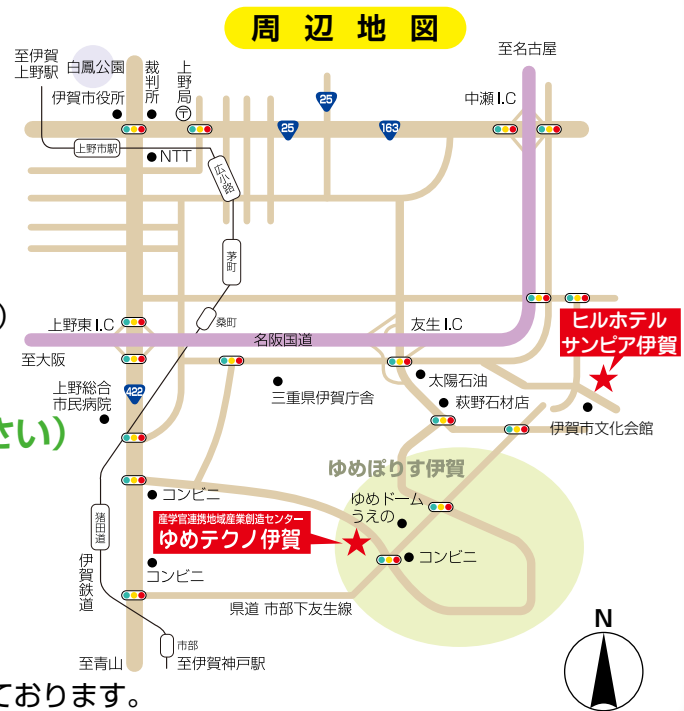 周辺地図
至名古屋
至伊賀
上野駅
白鳳公園
裁判所
上野局
〒
伊賀市役所
25
中瀬I.C
25
163
上野市駅
NTT
広小路
茅町
)
上野東I.C
桑町
友生I.C
名阪国道
ヒルホテル
サンピア伊賀
至大阪
太陽石油
422
上野総合
市民病院
三重県伊賀庁舎
萩野石材店
伊賀市文化会館
さい)
ゆめぽりす伊賀
コンビニ
ゆめドーム
うえの
産学官連携地域産業創造センター
ゆめテクノ伊賀
猪田道
伊賀鉄道
コンビニ
コンビニ
県道 市部下友生線
N
市部
至青山
至伊賀神戸駅
ております。